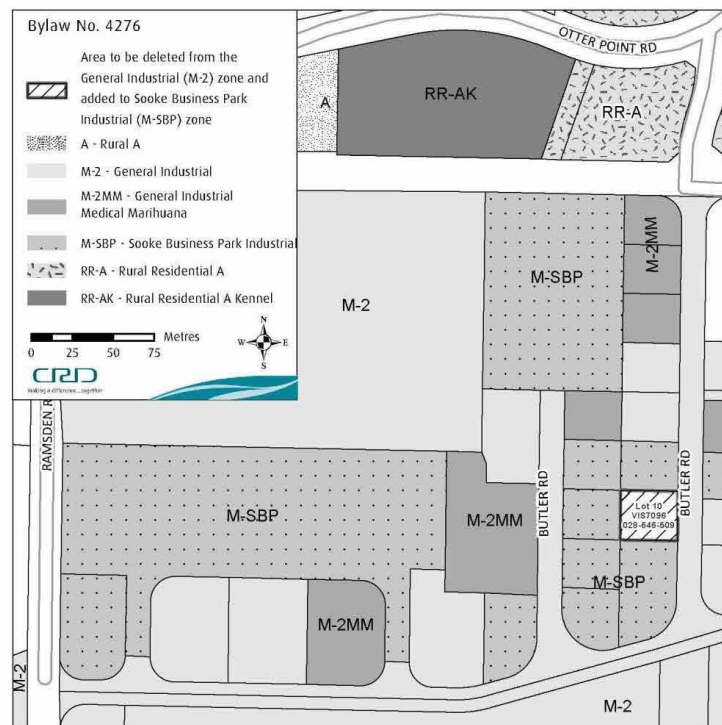 Bylaw No. 4276
Area to be deleted from the
General Industrial (M-2) zone and
added to Sooke Business Park
Industrial (M-SBP) zone
A - Rural A
M-2 - General Industrial
M-2MM - General Industrial
Medical Marihuana
M-SBP - Sooke Business Park Industrial
RR-A - Rural Residential A
RR-AK - Rural Residential A Kennel
Metres
0 25 50 75
N
W E
S
CRD
Making a difference...together
OTTER POINT RD
A
RR-AK
RR-A
M-2
M-SBP
M-2MM
RAMSDEN R
M-SBP
M-2MM
BUTLER RD
BUTLER RD
Lot 10
VIS7096
028-646-509
M-SBP
M-2MM
M-2
M-2